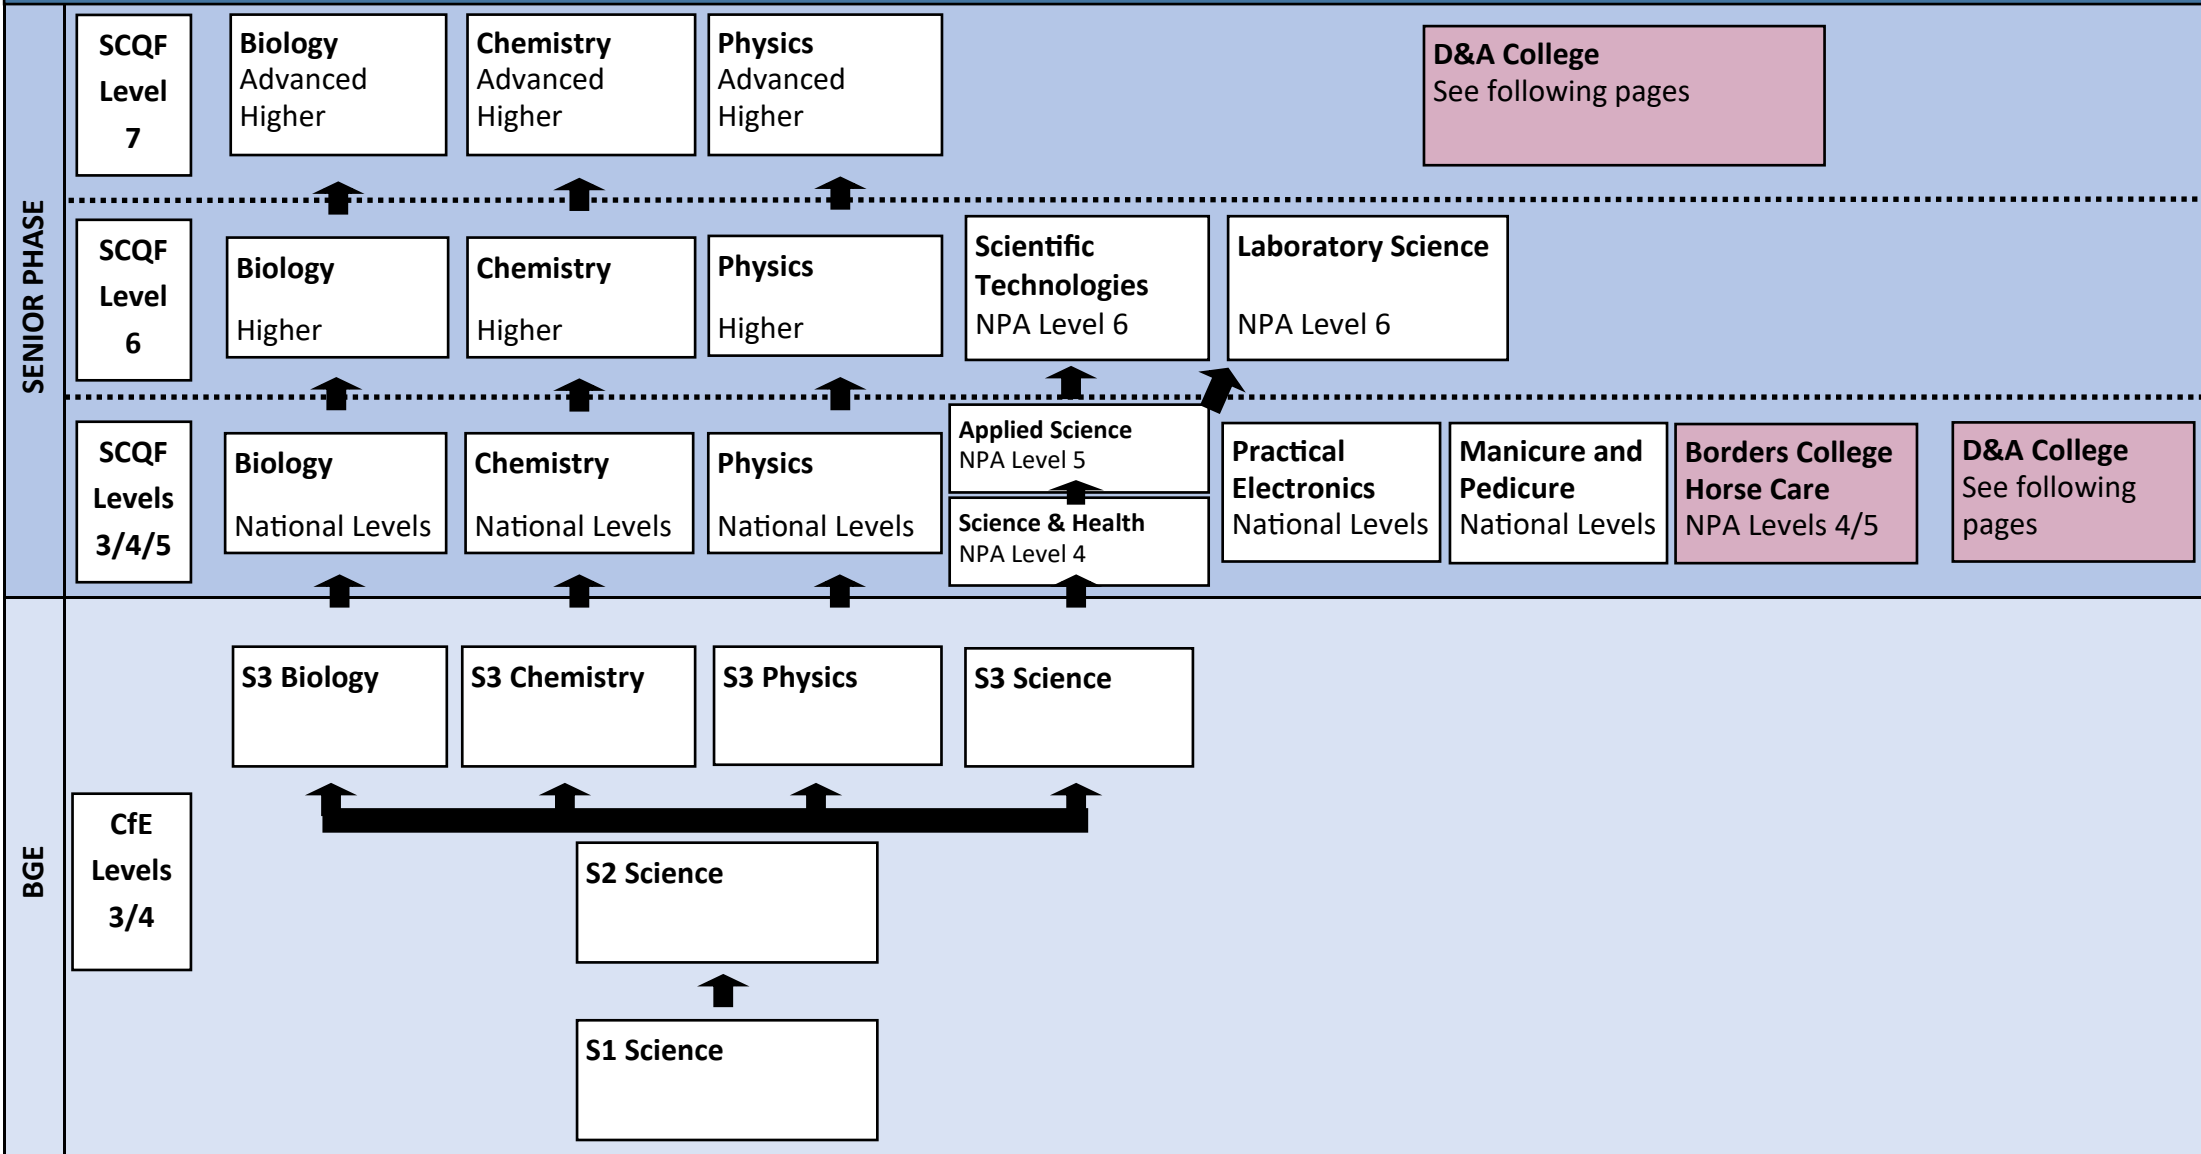 SENIOR PHASE
SCQF
Level
7
Biology
Advanced
Higher
Chemistry
Advanced
Higher
Physics
Advanced
Higher
D&A College
See following pages
SCQF
Level
6
Biology
Higher
Chemistry
Higher
Physics
Higher
Scientific
Technologies
NPA Level 6
Laboratory Science
NPA Level 6
SCQF
Levels
3/4/5
Biology
National Levels
Chemistry
National Levels
Physics
National Levels
Applied Science
NPA Level 5
Science & Health
NPA Level 4
Practical
Electronics
National Levels
Manicure and
Pedicure
National Levels
Borders College
Horse Care
NPA Levels 4/5
D&A College
See following
pages
BGE
CfE
Levels
3/4
S3 Biology
S3 Chemistry
S3 Physics
S3 Science
S2 Science
S1 Science